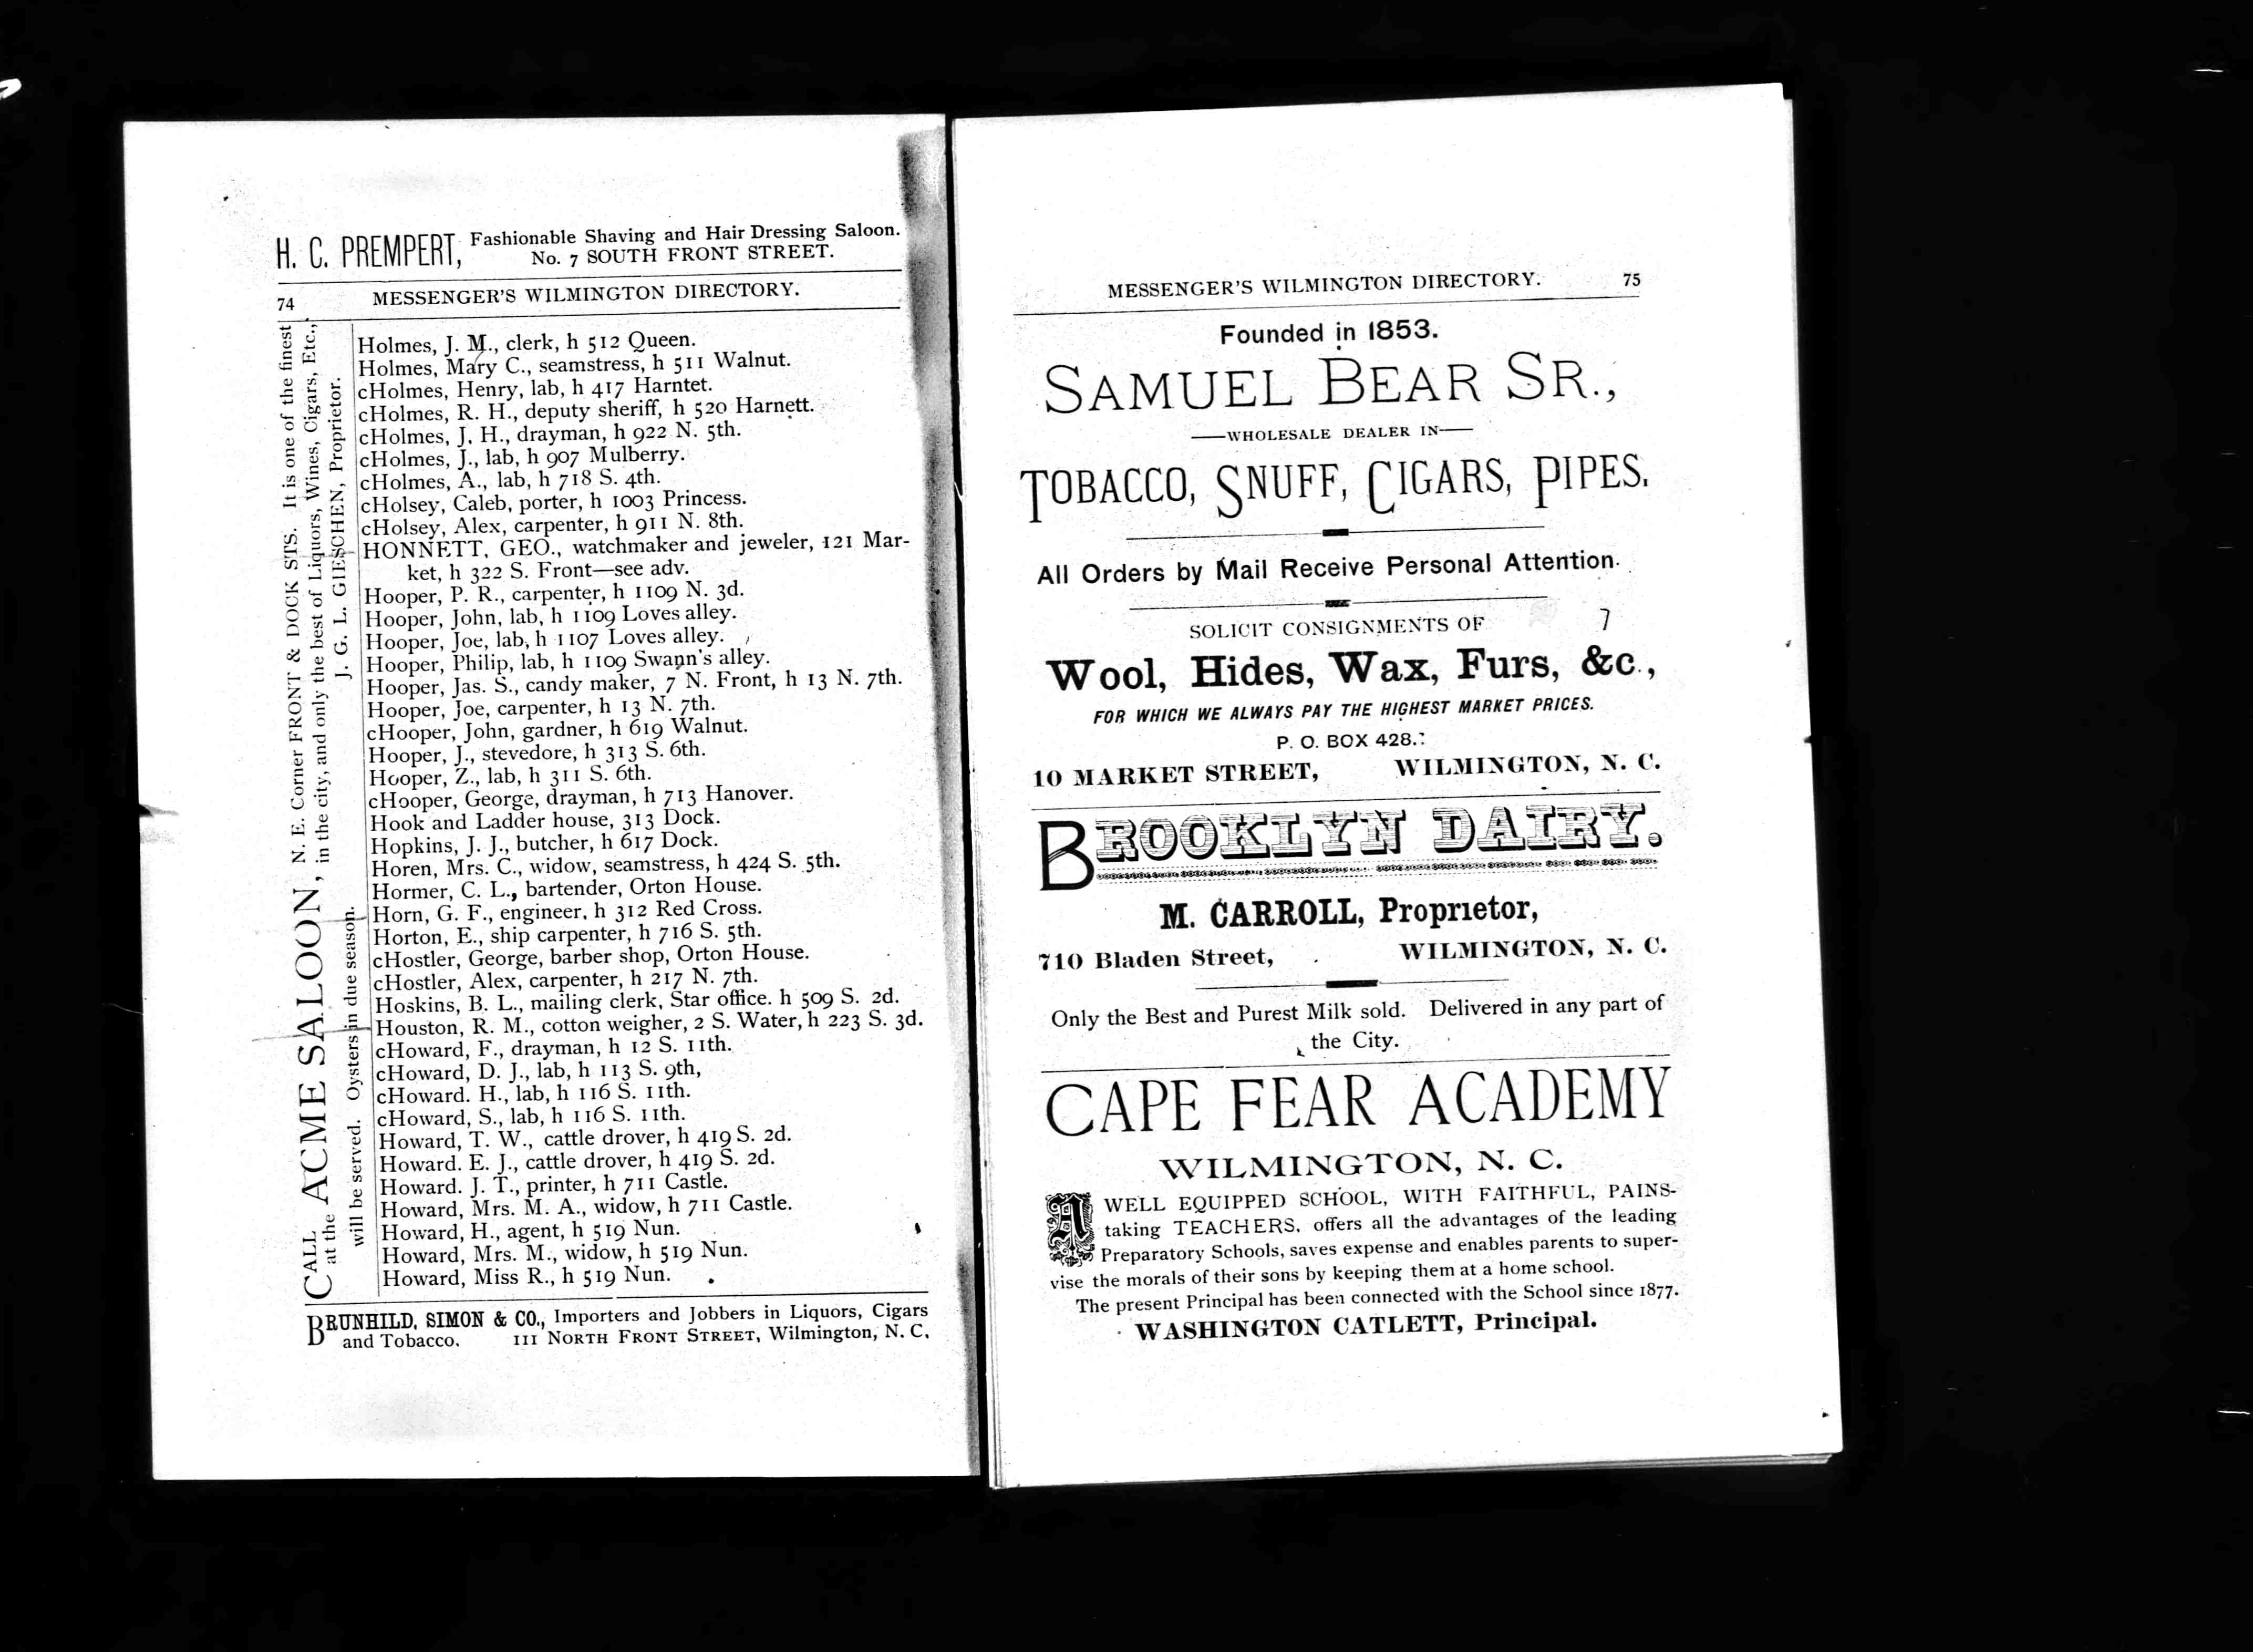 H. C. PREMPERT, Fashionable Shaving and Hair Dressing Saloon.
No. 7 SOUTH FRONT STREET.
74 MESSENGER'S WILMINGTON DIRECTORY.
CALL at the ACME SALOON, N. E. Corner FRONT & DOCK STS. It is one of the finest
in the city, and only the best of Liquors, Wines, Cigars, Etc.,
will be served. Oysters in due season. J. G. L. GIESCHEN, Proprietor.
Holmes, J. M., clerk, h 512 Queen.
Holmes, Mary C., seamstress, h 511 Walnut.
cHolmes, Henry, lab, h 417 Harntet.
cHolmes, R. H., deputy sheriff, h 520 Harnett.
cHolmes, J. H., drayman, h 922 N. 5th.
cHolmes, J., lab, h 907 Mulberry.
cHolmes, A., lab, h 718 S. 4th.
cHolsey, Caleb, porter, h 1003 Princess.
cHolsey, Alex, carpenter, h 911 N. 8th.
HONNETT, GEO., watchmaker and jeweler, 121 Mar-
ket, h 322 S. Front—see adv.
Hooper, P. R., carpenter, h 1109 N. 3d.
Hooper, John, lab, h 1109 Loves alley.
Hooper, Joe, lab, h 1107 Loves alley.
Hooper, Philip, lab, h 1109 Swann's alley.
Hooper, Jas. S., candy maker, 7 N. Front, h 13 N. 7th.
Hooper, Joe, carpenter, h 13 N. 7th.
cHooper, John, gardner, h 619 Walnut.
Hooper, J., stevedore, h 313 S. 6th.
Hooper, Z., lab, h 311 S. 6th.
cHooper, George, drayman, h 713 Hanover.
Hook and Ladder house, 313 Dock.
Hopkins, J. J., butcher, h 617 Dock.
Horen, Mrs. C., widow, seamstress, h 424 S. 5th.
Hormer, C. L., bartender, Orton House.
Horn, G. F., engineer, h 312 Red Cross.
Horton, E., ship carpenter, h 716 S. 5th.
cHostler, George, barber shop, Orton House.
cHostler, Alex, carpenter, h 217 N. 7th.
Hoskins, B. L., mailing clerk, Star office. h 509 S. 2d.
Houston, R. M., cotton weigher, 2 S. Water, h 223 S. 3d.
cHoward, F., drayman, h 12 S. 11th.
cHoward, D. J., lab, h 113 S. 9th,
cHoward. H., lab, h 116 S. 11th.
cHoward, S., lab, h 116 S. 11th.
Howard, T. W., cattle drover, h 419 S. 2d.
Howard. E. J., cattle drover, h 419 S. 2d.
Howard. J. T., printer, h 711 Castle.
Howard, Mrs. M. A., widow, h 711 Castle.
Howard, H., agent, h 519 Nun.
Howard, Mrs. M., widow, h 519 Nun.
Howard, Miss R., h 519 Nun.
BRUNHILD, SIMON & CO., Importers and Jobbers in Liquors, Cigars
and Tobacco. 111 NORTH FRONT STREET, Wilmington, N. C.
MESSENGER'S WILMINGTON DIRECTORY. 75
Founded in 1853.
SAMUEL BEAR SR.,
—WHOLESALE DEALER IN—
TOBACCO, SNUFF, CIGARS, PIPES.
All Orders by Mail Receive Personal Attention.
SOLICIT CONSIGNMENTS OF 7
Wool, Hides, Wax, Furs, &c.,
FOR WHICH WE ALWAYS PAY THE HIGHEST MARKET PRICES.
P. O. BOX 428.
10 MARKET STREET, WILMINGTON, N. C.
BROOKLYN DAIRY.
M. CARROLL, Proprietor,
710 Bladen Street, WILMINGTON, N. C.
Only the Best and Purest Milk sold. Delivered in any part of
the City.
CAPE FEAR ACADEMY
WILMINGTON, N. C.
A WELL EQUIPPED SCHOOL, WITH FAITHFUL, PAINS-
taking TEACHERS, offers all the advantages of the leading
Preparatory Schools, saves expense and enables parents to super-
vise the morals of their sons by keeping them at a home school.
The present Principal has been connected with the School since 1877.
WASHINGTON CATLETT, Principal.